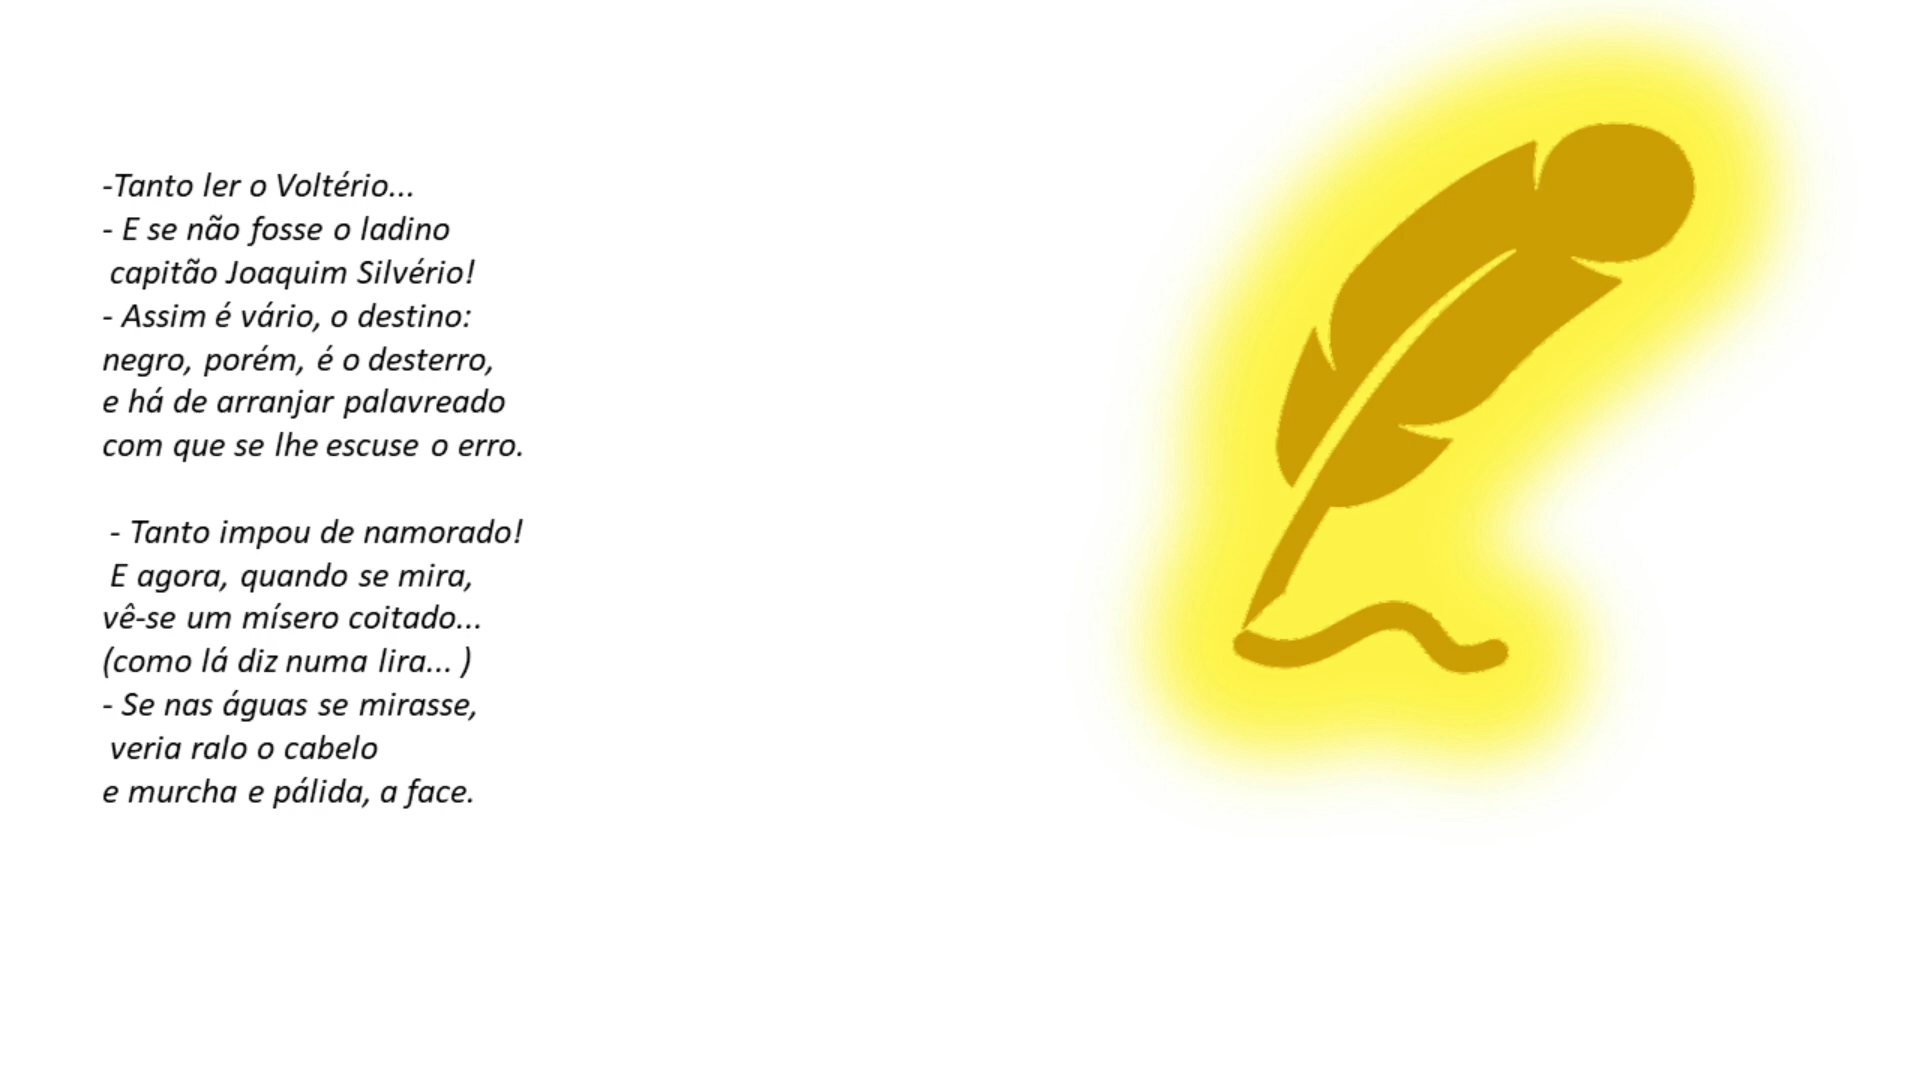 -Tanto ler o Voltério...
- E se não fosse o ladino
capitão Joaquim Silvério!
- Assim é vário, o destino:
negro, porém, é o desterro,
e há de arranjar palavreado
com que se lhe escuse o erro.

- Tanto impou de namorado!
E agora, quando se mira,
vê-se um mísero coitado...
(como lá diz numa lira... )
- Se nas águas se mirasse,
veria ralo o cabelo
e murcha e pálida, a face.